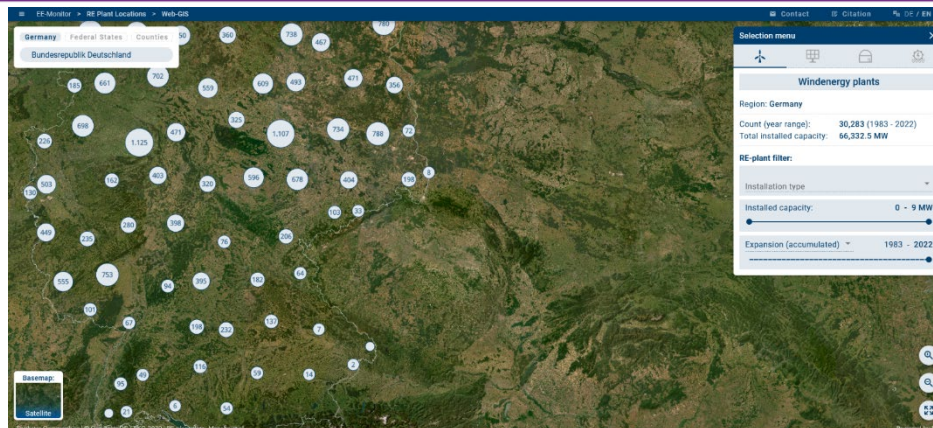 EE-Monitor > RE Plant Locations > Web-GIS
Contact Citation DE / EN
Germany Federal States Counties
Bundesrepublik Deutschland
Selection menu
Windenergy plants
Region: Germany
Count (year range): 30,283 (1983 - 2022)
Total installed capacity: 66,332.5 MW
RE-plant filter:
Installation type
Installed capacity: 0 - 9 MW
Expansion (accumulated) 1983 - 2022
780
50 360 738 467
185 661 702 559 609 493 471 356
698 325
226 1.125 471 1,107 734 788 72
130 503 162 403 320 596 678 404 198 8
103 33
449 235 280 398 76 206
555 753 94 395 182 64
101 67 198 232 137 7
95 49 116 59 14 2
21 6 54
Basemap:
Satellite